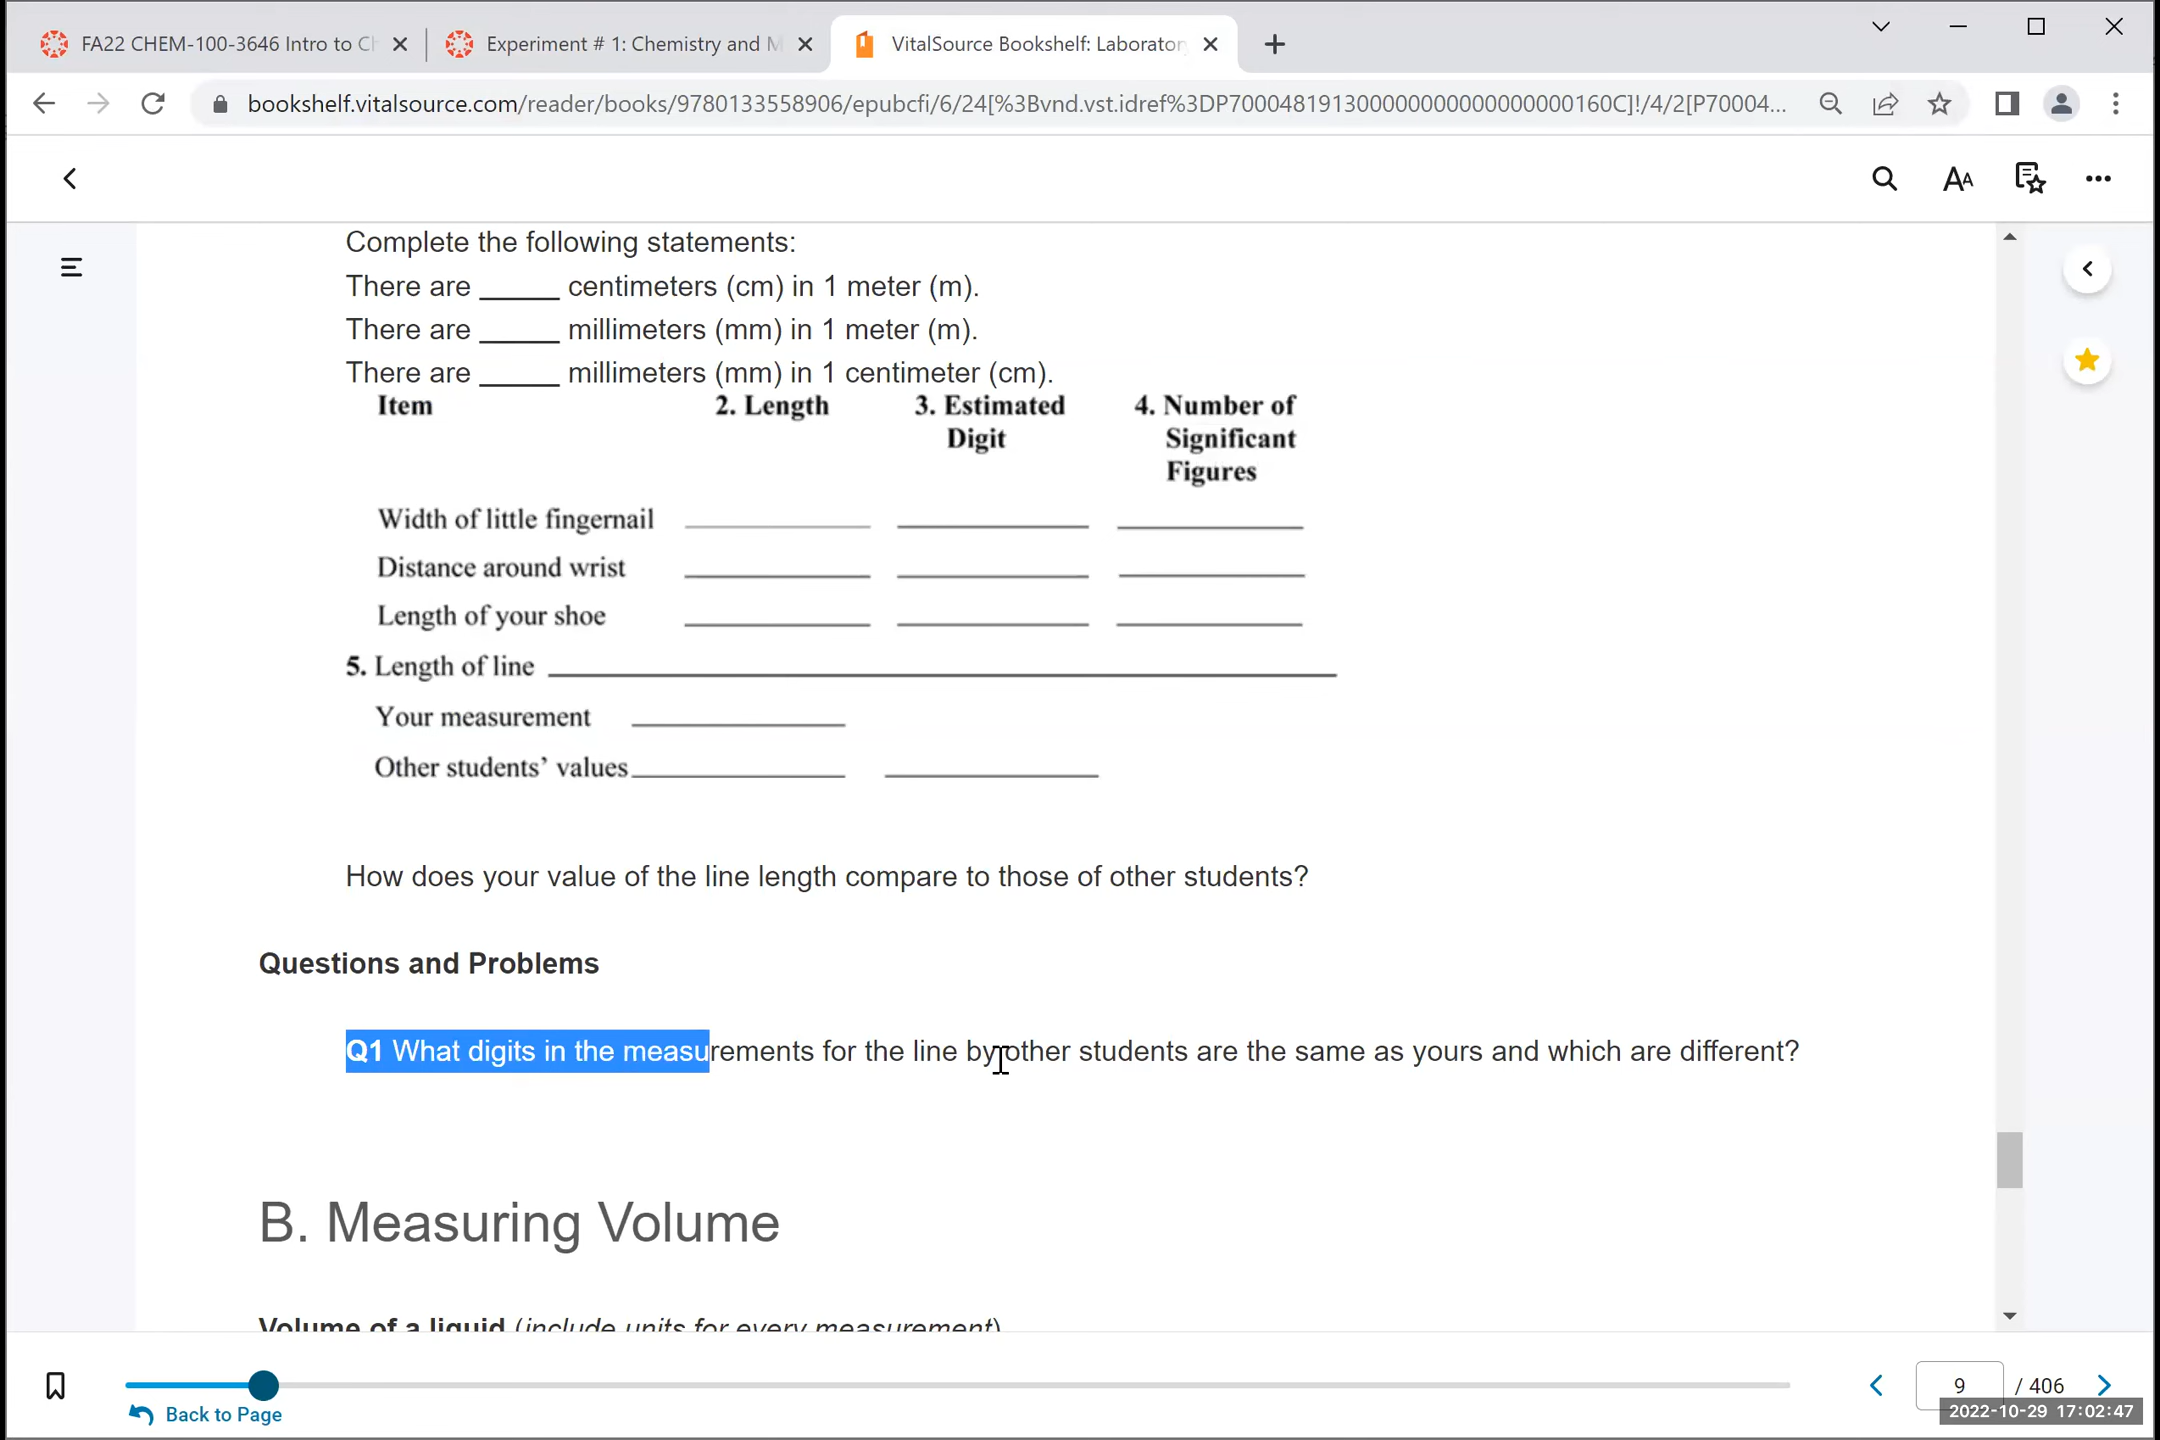 FA22 CHEM-100-3646 Intro to Ch
Experiment # 1: Chemistry and M
VitalSource Bookshelf: Laborator
bookshelf.vitalsource.com/reader/books/9780133558906/epubcfi/6/24[%3Bvnd.vst.idref%3DP7000481913000000000000000000160C]!/4/2[P70004...
Complete the following statements:
There are _____ centimeters (cm) in 1 meter (m).
There are _____ millimeters (mm) in 1 meter (m).
There are _____ millimeters (mm) in 1 centimeter (cm).
Item 2. Length 3. Estimated 4. Number of
Digit Significant
Figures
Width of little fingernail
Distance around wrist
Length of your shoe
5. Length of line
Your measurement
Other students’ values
How does your value of the line length compare to those of other students?
Questions and Problems
Q1 What digits in the measurements for the line by other students are the same as yours and which are different?
B. Measuring Volume
Volume of a liquid (include units for every measurement)
9 / 406
Back to Page
2022-10-29 17:02:47